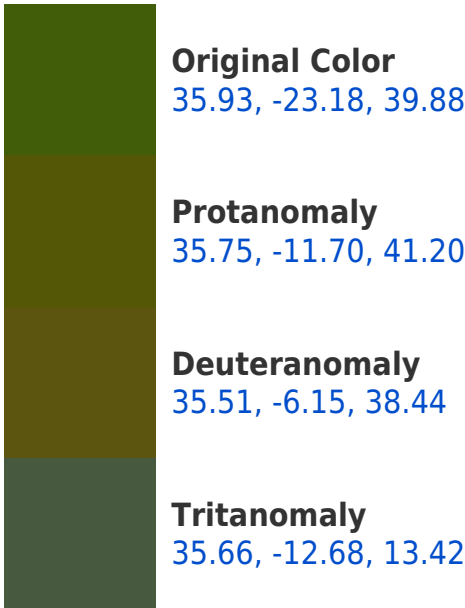 Original Color
35.93, -23.18, 39.88
Protanomaly
35.75, -11.70, 41.20
Deuteranomaly
35.51, -6.15, 38.44
Tritanomaly
35.66, -12.68, 13.42